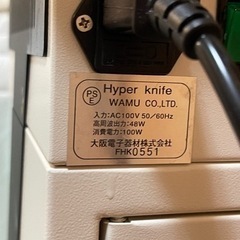 PS
E
Hyper knife
WAMU CO.,LTD.
入力:AC100V 50/60Hz
高周波出力:48W
消費電力:100W
大阪電子器材株式会社
FHK0551